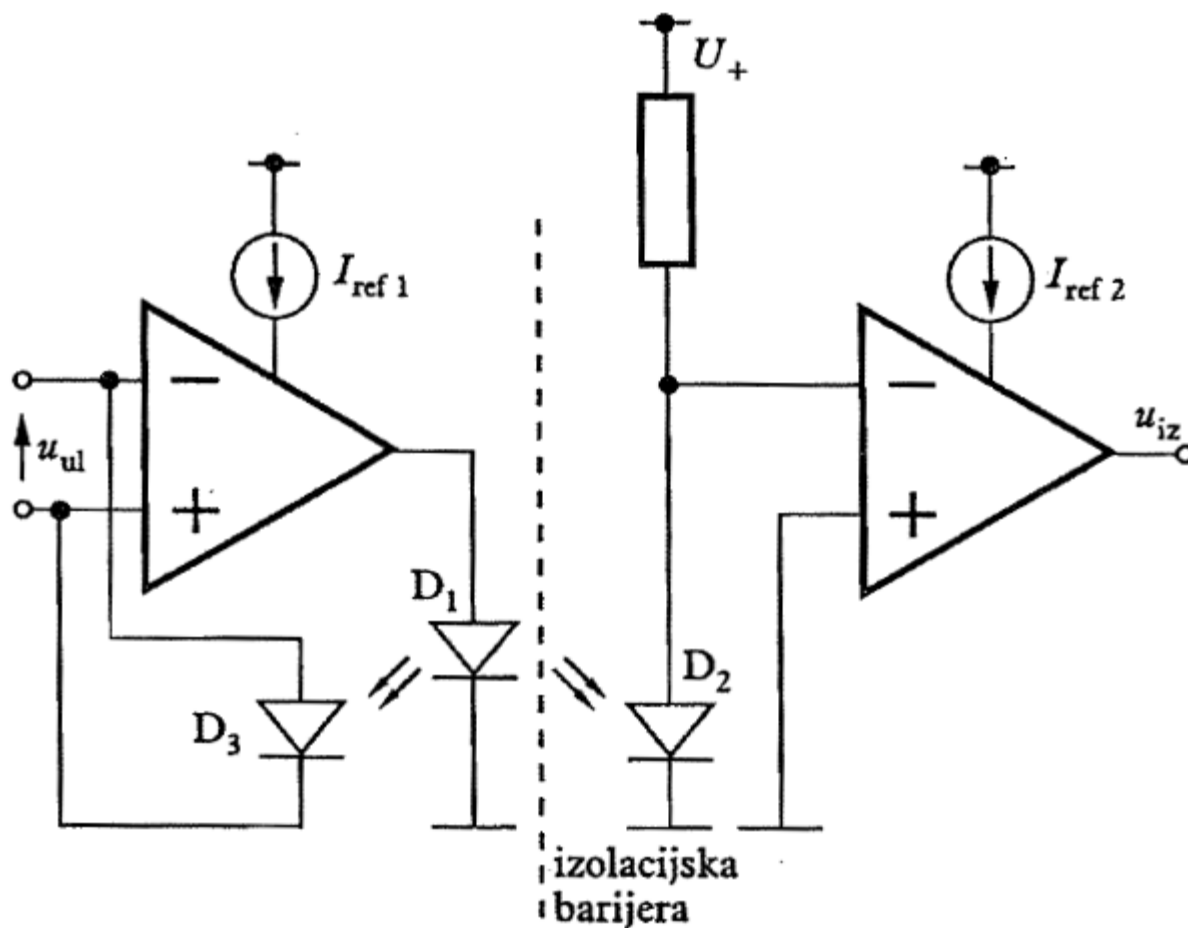 U+
Iref 1
Iref 2
−
uul
+
−
+
uiz
D1
D2
D3
izolacijska
barijera